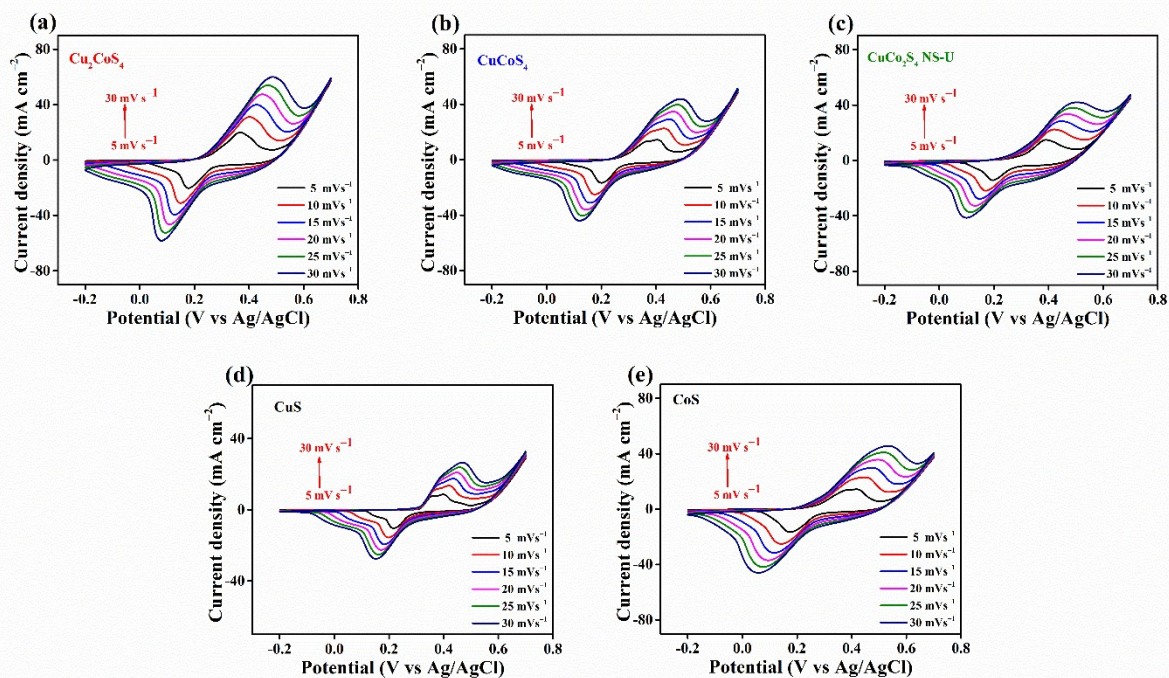 (a)
Cu₂CoS₄
30 mV s⁻¹
5 mV s⁻¹
5 mVs⁻¹
10 mVs⁻¹
15 mVs⁻¹
20 mVs⁻¹
25 mVs⁻¹
30 mVs⁻¹
80
40
0
-40
-80
-0.2 0.0 0.2 0.4 0.6 0.8
Current density (mA cm⁻²)
Potential (V vs Ag/AgCl)
(b)
CuCoS₄
30 mV s⁻¹
5 mV s⁻¹
5 mVs⁻¹
10 mVs⁻¹
15 mVs⁻¹
20 mVs⁻¹
25 mVs⁻¹
30 mVs⁻¹
80
40
0
-40
-80
-0.2 0.0 0.2 0.4 0.6 0.8
Current density (mA cm⁻²)
Potential (V vs Ag/AgCl)
(c)
CuCo₂S₄ NS-U
30 mV s⁻¹
5 mV s⁻¹
5 mVs⁻¹
10 mVs⁻¹
15 mVs⁻¹
20 mVs⁻¹
25 mVs⁻¹
30 mVs⁻¹
80
40
0
-40
-80
-0.2 0.0 0.2 0.4 0.6 0.8
Current density (mA cm⁻²)
Potential (V vs Ag/AgCl)
(d)
CuS
30 mV s⁻¹
5 mV s⁻¹
5 mVs⁻¹
10 mVs⁻¹
15 mVs⁻¹
20 mVs⁻¹
25 mVs⁻¹
30 mVs⁻¹
40
0
-40
-0.2 0.0 0.2 0.4 0.6 0.8
Current density (mA cm⁻²)
Potential (V vs Ag/AgCl)
(e)
CoS
30 mV s⁻¹
5 mV s⁻¹
5 mVs⁻¹
10 mVs⁻¹
15 mVs⁻¹
20 mVs⁻¹
25 mVs⁻¹
30 mVs⁻¹
80
40
0
-40
-80
-0.2 0.0 0.2 0.4 0.6 0.8
Current density (mA cm⁻²)
Potential (V vs Ag/AgCl)